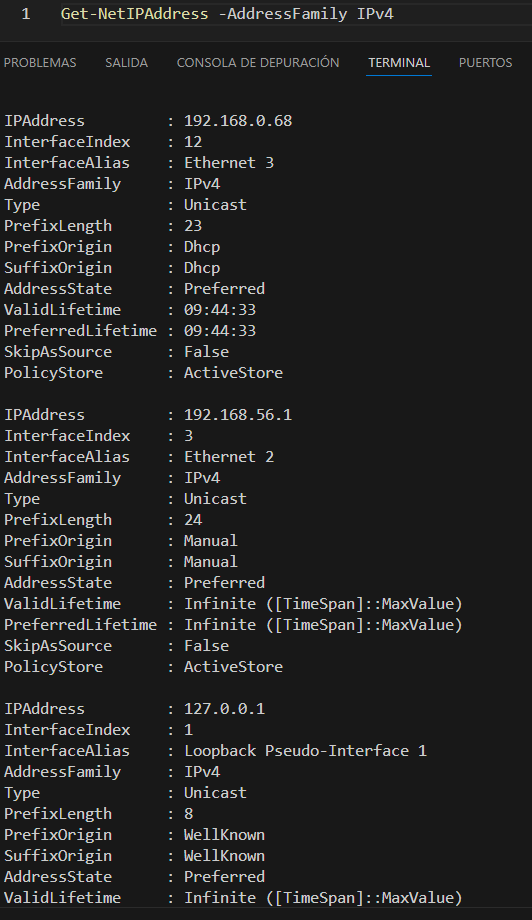 1 Get-NetIPAddress -AddressFamily IPv4
PROBLEMAS SALIDA CONSOLA DE DEPURACIÓN TERMINAL PUERTOS
IPAddress : 192.168.0.68
InterfaceIndex : 12
InterfaceAlias : Ethernet 3
AddressFamily : IPv4
Type : Unicast
PrefixLength : 23
PrefixOrigin : Dhcp
SuffixOrigin : Dhcp
AddressState : Preferred
ValidLifetime : 09:44:33
PreferredLifetime : 09:44:33
SkipAsSource : False
PolicyStore : ActiveStore
IPAddress : 192.168.56.1
InterfaceIndex : 3
InterfaceAlias : Ethernet 2
AddressFamily : IPv4
Type : Unicast
PrefixLength : 24
PrefixOrigin : Manual
SuffixOrigin : Manual
AddressState : Preferred
ValidLifetime : Infinite ([TimeSpan]::MaxValue)
PreferredLifetime : Infinite ([TimeSpan]::MaxValue)
SkipAsSource : False
PolicyStore : ActiveStore
IPAddress : 127.0.0.1
InterfaceIndex : 1
InterfaceAlias : Loopback Pseudo-Interface 1
AddressFamily : IPv4
Type : Unicast
PrefixLength : 8
PrefixOrigin : WellKnown
SuffixOrigin : WellKnown
AddressState : Preferred
ValidLifetime : Infinite ([TimeSpan]::MaxValue)